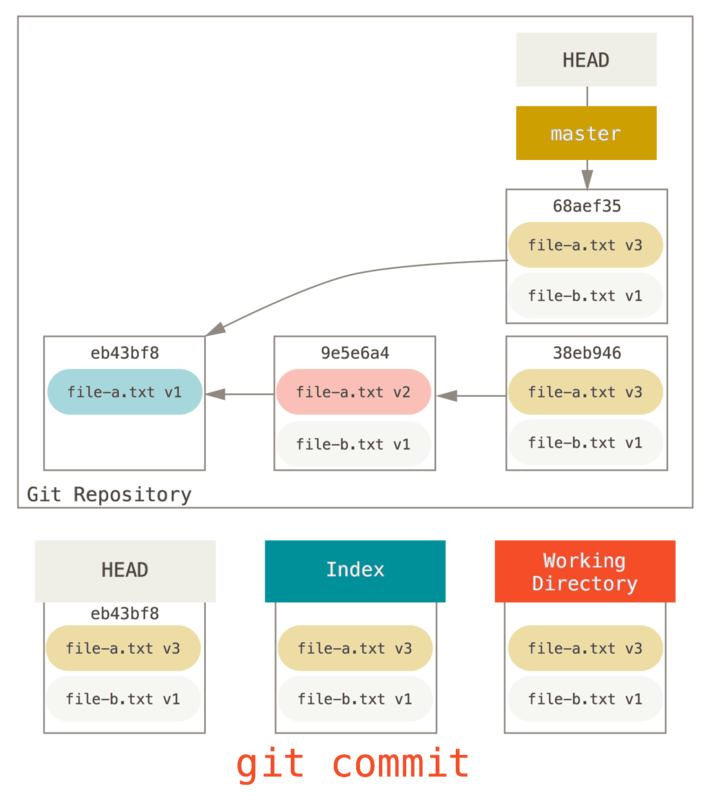 HEAD
master
68aef35
file-a.txt v3
file-b.txt v1
eb43bf8
file-a.txt v1
9e5e6a4
file-a.txt v2
file-b.txt v1
38eb946
file-a.txt v3
file-b.txt v1
Git Repository
HEAD
eb43bf8
file-a.txt v3
file-b.txt v1
Index
file-a.txt v3
file-b.txt v1
Working
Directory
file-a.txt v3
file-b.txt v1
git commit